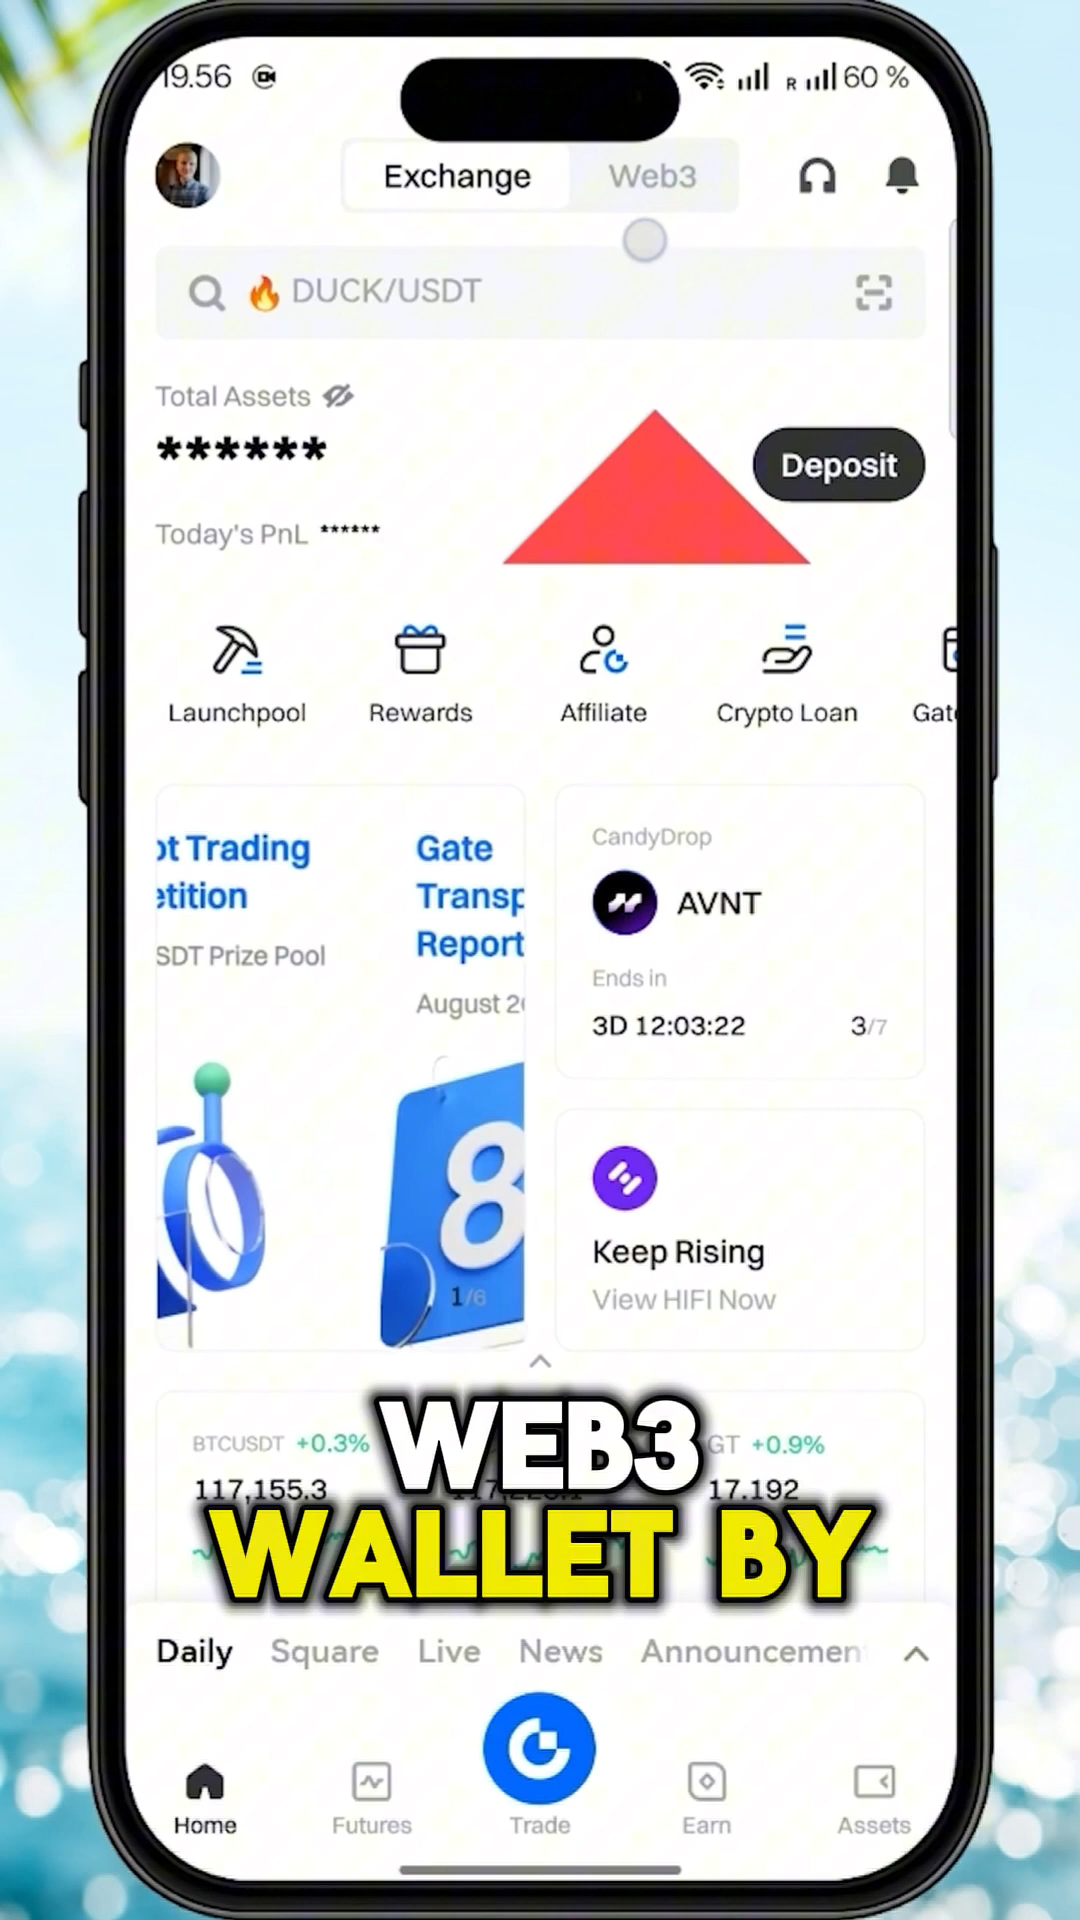 19.56
R
60 %
Exchange
Web3
DUCK/USDT
Total Assets
******
Deposit
Today's PnL ******
Launchpool
Rewards
Affiliate
Crypto Loan
Gat
ot Trading
etition
SDT Prize Pool
Gate
Transp
Report
August 2
8
1/6
CandyDrop
AVNT
Ends in
3D 12:03:22
3/7
Keep Rising
View HIFI Now
BTCUSDT +0.3%
117,155.3
GT +0.9%
17.192
WEB3
WALLET BY
Daily
Square
Live
News
Announcemen
Home
Futures
Trade
Earn
Assets